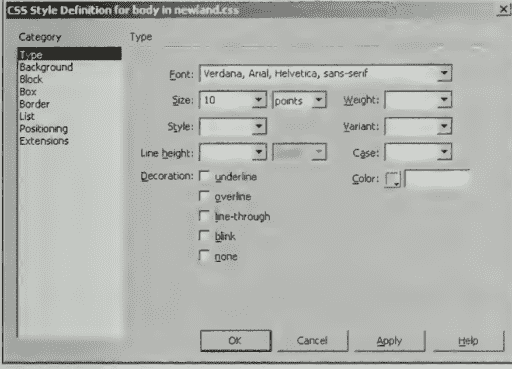 CSS Style Definition for body in newland.css
Category
Type
Type
Background
Block
Box
Border
List
Positioning
Extensions
Font: Verdana, Arial, Helvetica, sans-serif
Size: 10 points Weight:
Style: Variant:
Line height: Case:
Decoration: underline Color:
overline
line-through
blink
none
OK Cancel Apply Help